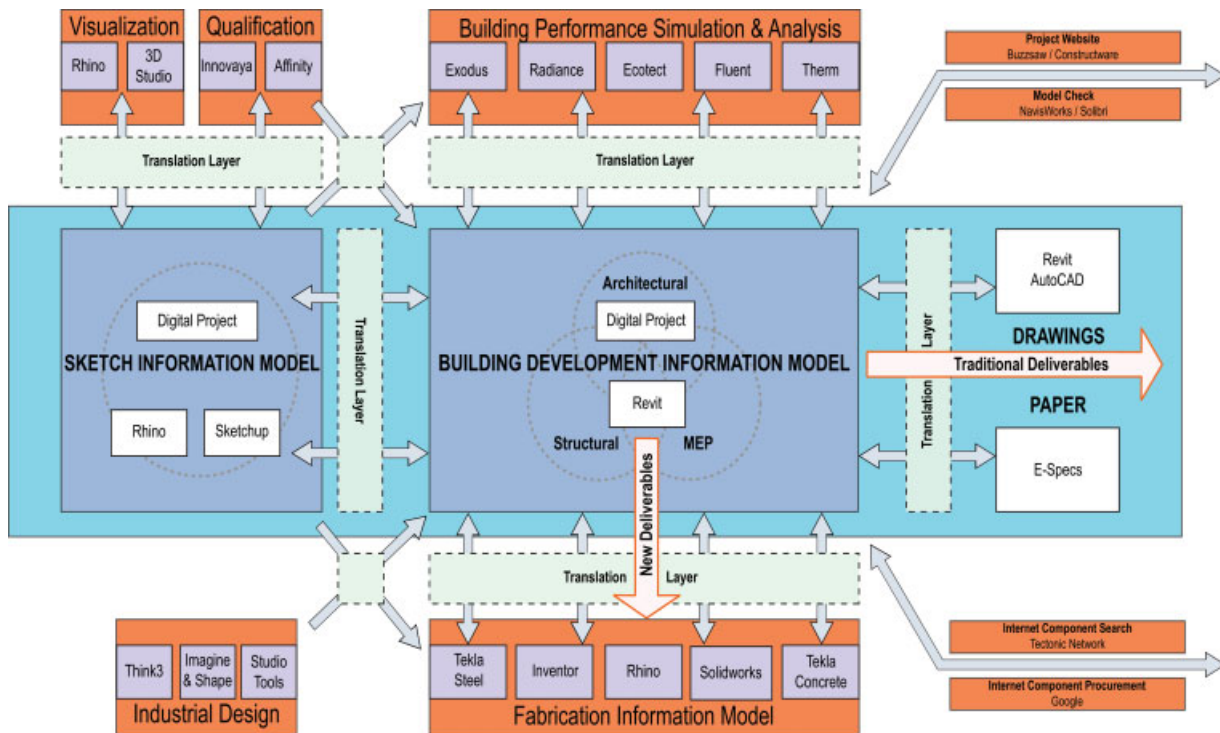 Visualization
Rhino
3D
Studio
Qualification
Innovaya
Affinity
Building Performance Simulation & Analysis
Exodus
Radiance
Ecotect
Fluent
Therm
Project Website
Buzzsaw / Constructware
Model Check
NavisWorks / Solibri
Translation Layer
Translation Layer
Digital Project
SKETCH INFORMATION MODEL
Rhino
Sketchup
Translation Layer
Architectural
Digital Project
BUILDING DEVELOPMENT INFORMATION MODEL
Revit
Structural
MEP
Translation Layer
Revit
AutoCAD
DRAWINGS
Traditional Deliverables
PAPER
E-Specs
New Deliverables
Translation Layer
Think3
Imagine
& Shape
Studio
Tools
Industrial Design
Tekla
Steel
Inventor
Rhino
Solidworks
Tekla
Concrete
Fabrication Information Model
Internet Component Search
Tectonic Network
Internet Component Procurement
Google